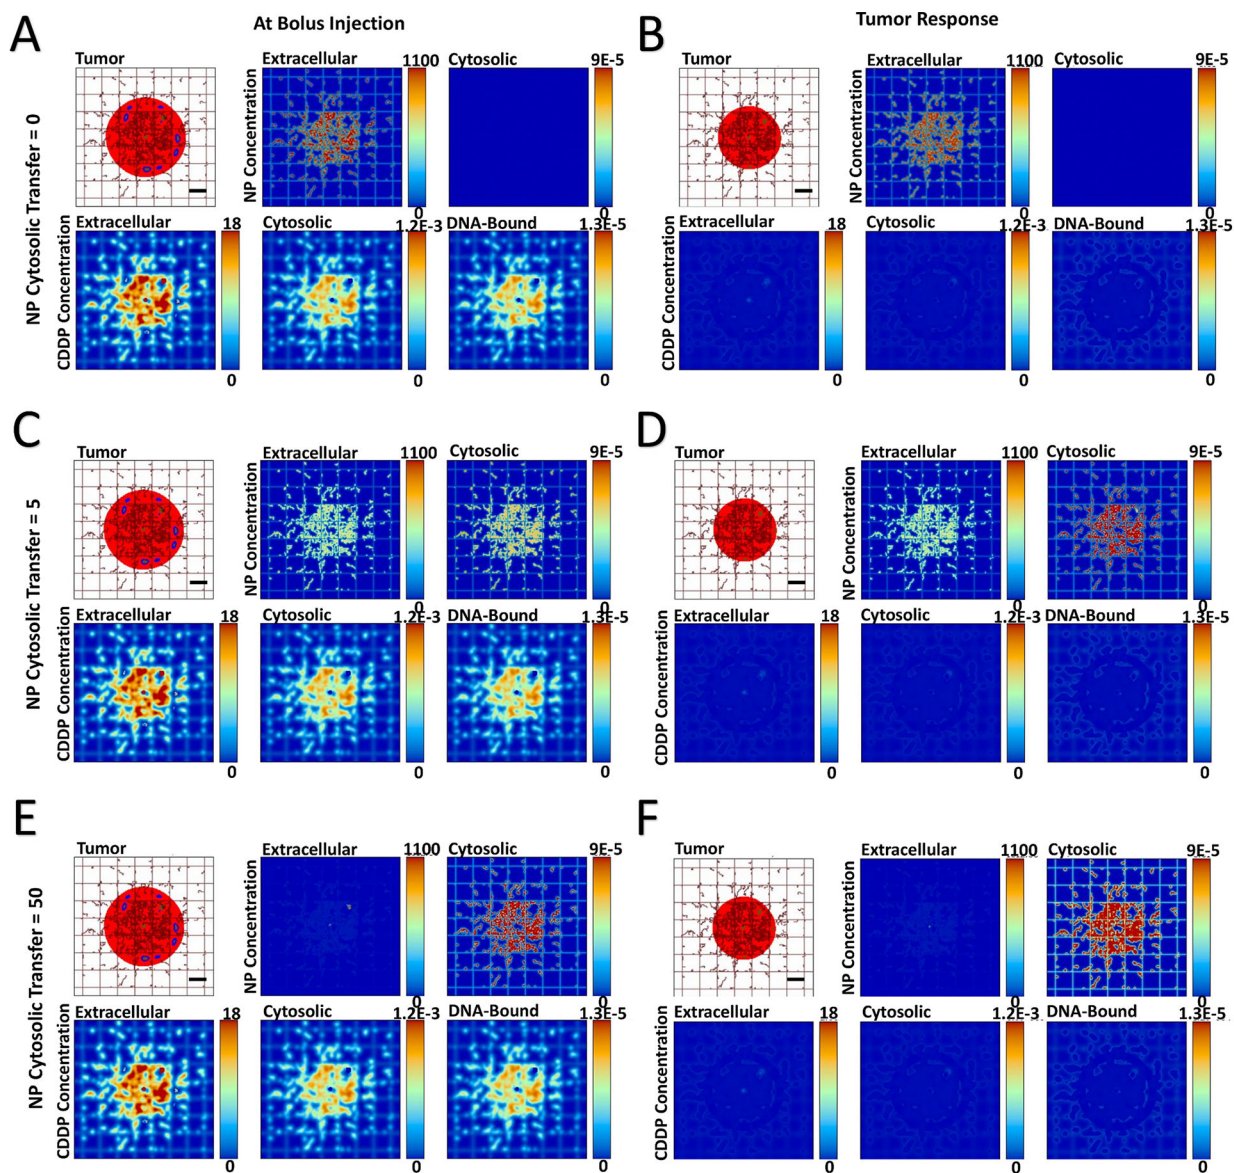 At Bolus Injection
Tumor Response
A
Tumor
Extracellular
1100
Cytosolic
9E-5
NP Concentration
0
0
NP Cytosolic Transfer = 0
Extracellular
18
Cytosolic
1.2E-3
DNA-Bound
1.3E-5
CDDP Concentration
0
0
0
B
Tumor
Extracellular
1100
Cytosolic
9E-5
NP Concentration
0
0
Extracellular
18
Cytosolic
1.2E-3
DNA-Bound
1.3E-5
CDDP Concentration
0
0
0
C
Tumor
Extracellular
1100
Cytosolic
9E-5
NP Concentration
0
0
NP Cytosolic Transfer = 5
Extracellular
18
Cytosolic
1.2E-3
DNA-Bound
1.3E-5
CDDP Concentration
0
0
0
D
Tumor
Extracellular
1100
Cytosolic
9E-5
NP Concentration
0
0
Extracellular
18
Cytosolic
1.2E-3
DNA-Bound
1.3E-5
CDDP Concentration
0
0
0
E
Tumor
Extracellular
1100
Cytosolic
9E-5
NP Concentration
0
0
NP Cytosolic Transfer = 50
Extracellular
18
Cytosolic
1.2E-3
DNA-Bound
1.3E-5
CDDP Concentration
0
0
0
F
Tumor
Extracellular
1100
Cytosolic
9E-5
NP Concentration
0
0
Extracellular
18
Cytosolic
1.2E-3
DNA-Bound
1.3E-5
CDDP Concentration
0
0
0